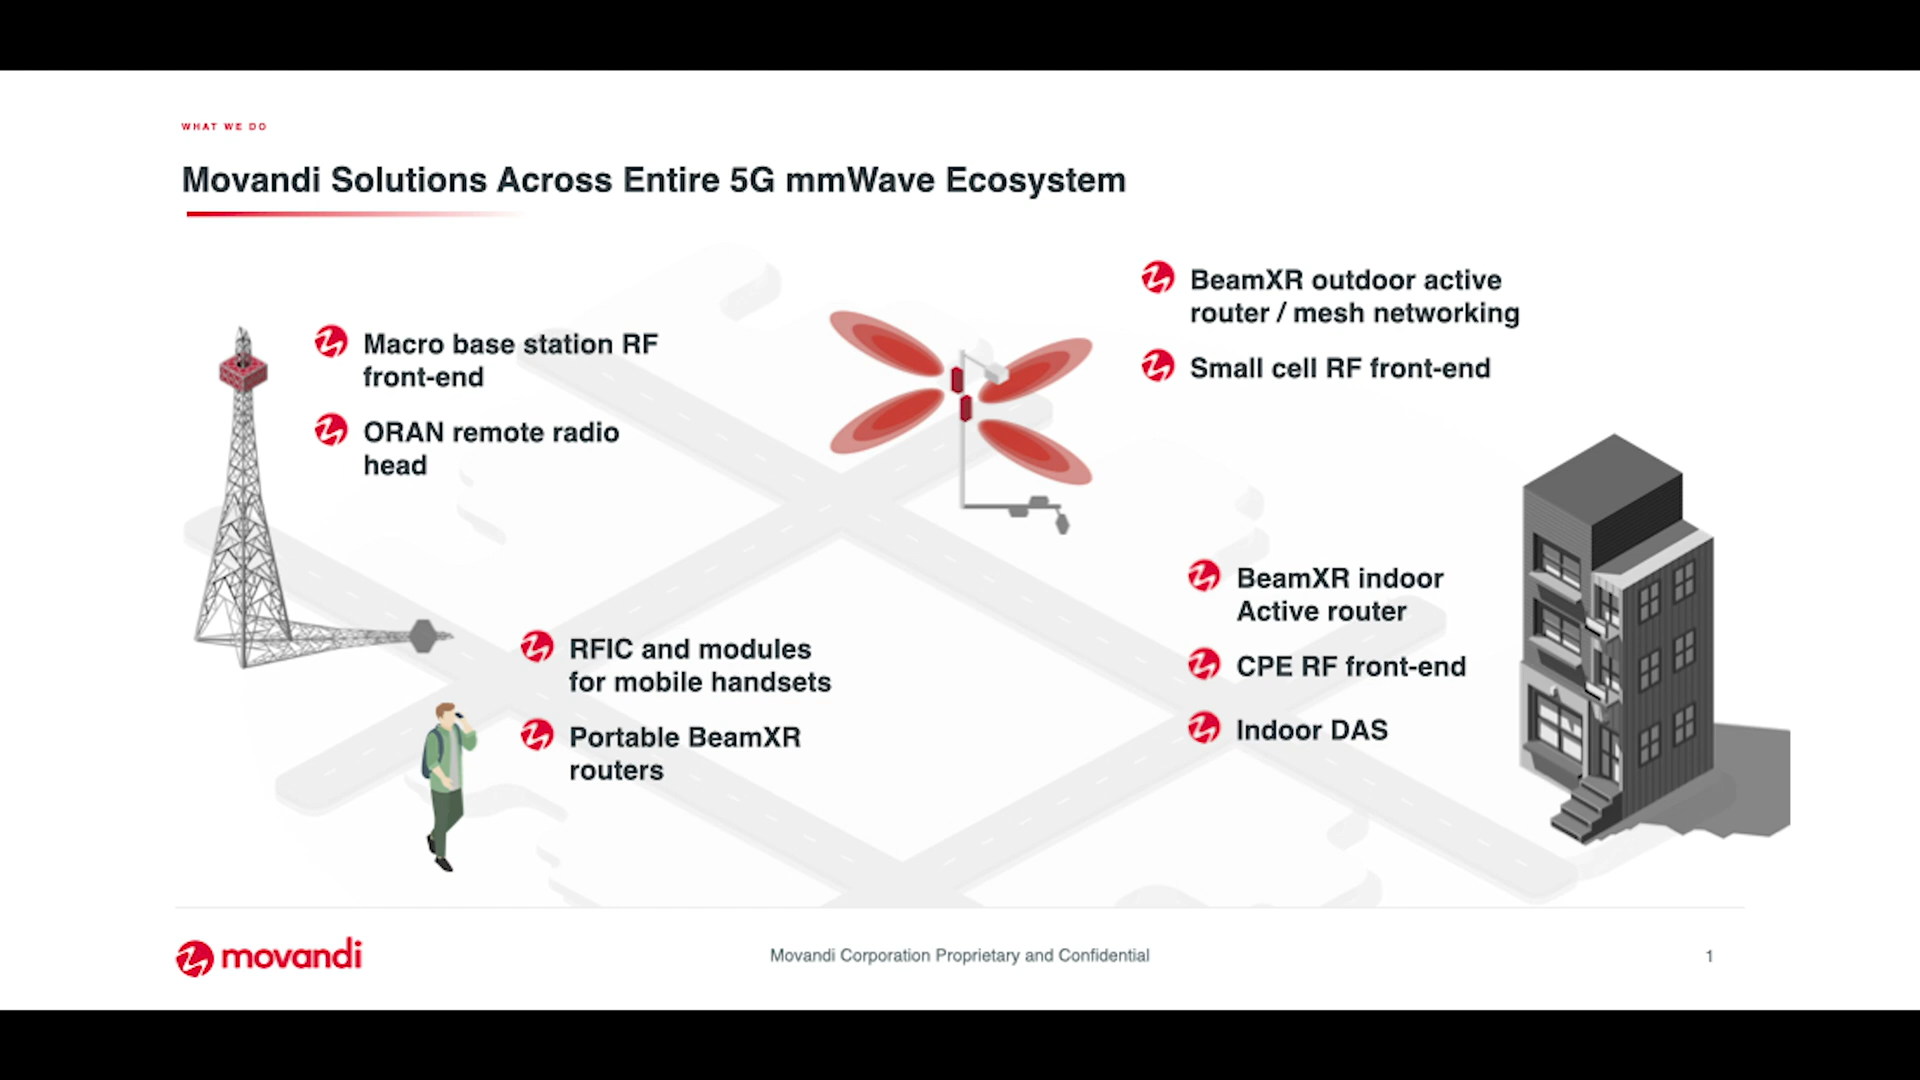 WHAT WE DO
Movandi Solutions Across Entire 5G mmWave Ecosystem
Macro base station RF
front-end
ORAN remote radio
head
BeamXR outdoor active
router / mesh networking
Small cell RF front-end
RFIC and modules
for mobile handsets
Portable BeamXR
routers
BeamXR indoor
Active router
CPE RF front-end
Indoor DAS
movandi
Movandi Corporation Proprietary and Confidential
1